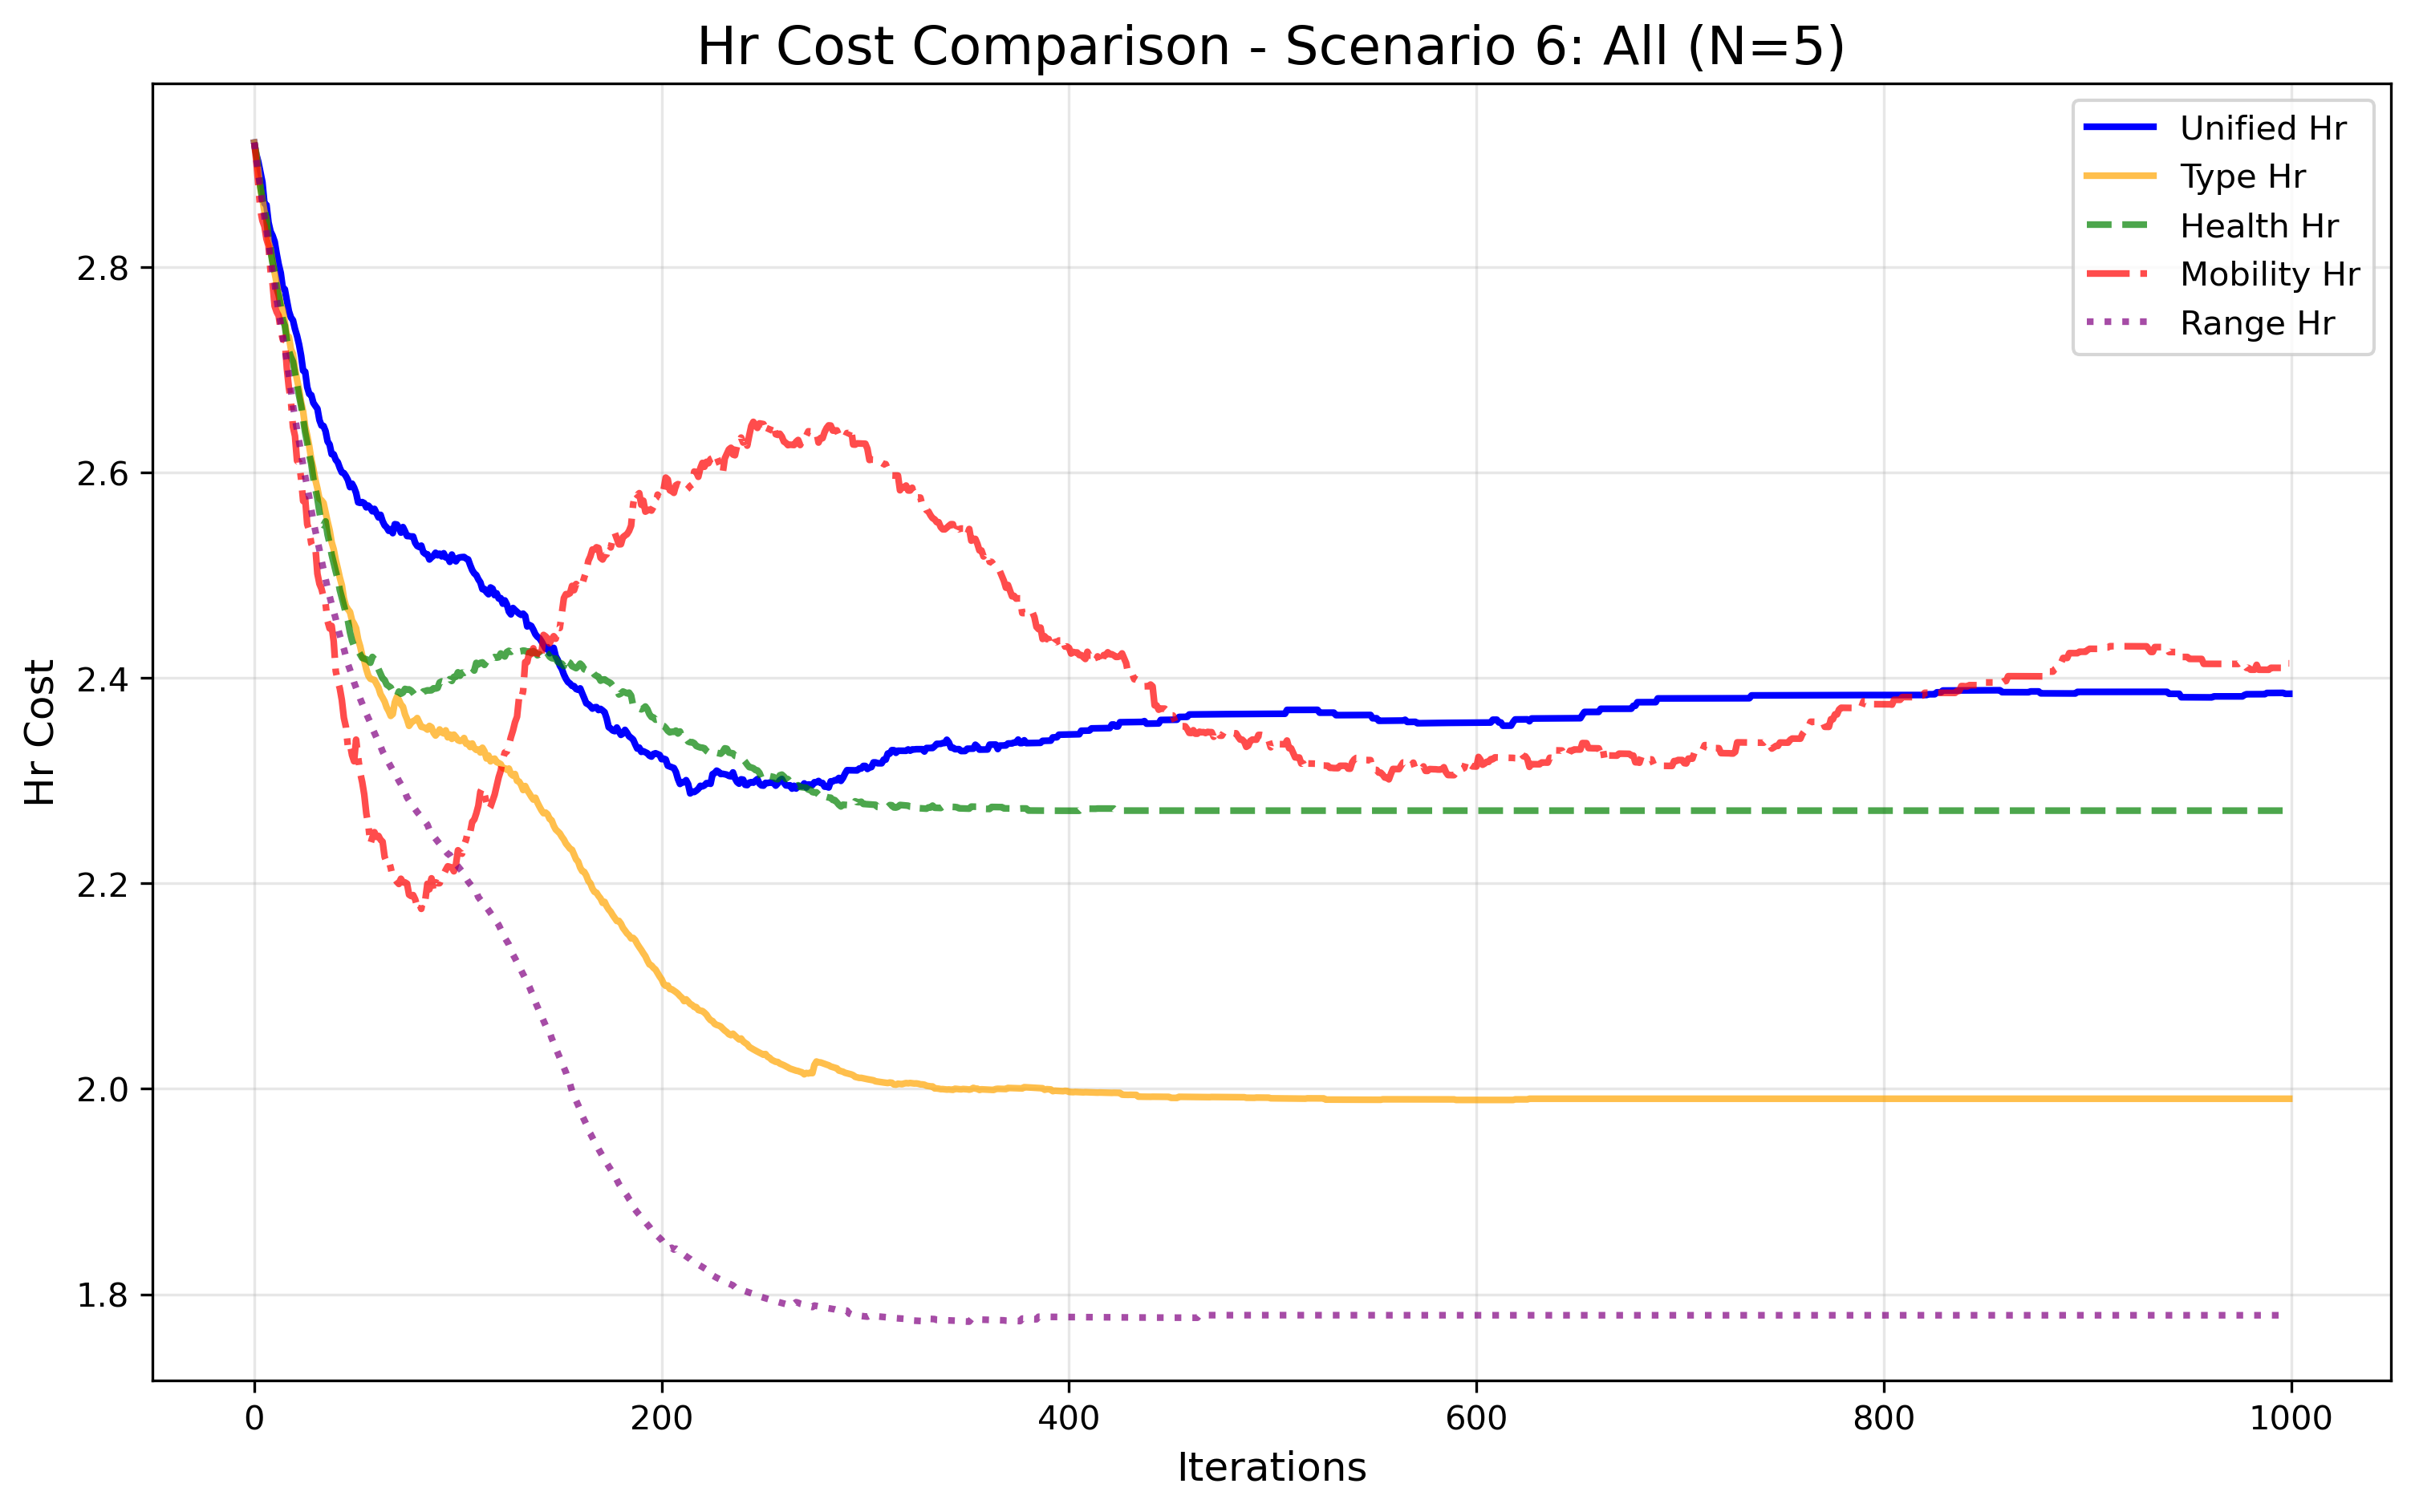 Hr Cost Comparison - Scenario 6: All (N=5)
Unified Hr
Type Hr
Health Hr
Mobility Hr
Range Hr
Hr Cost
2.8
2.6
2.4
2.2
2.0
1.8
0
200
400
600
800
1000
Iterations